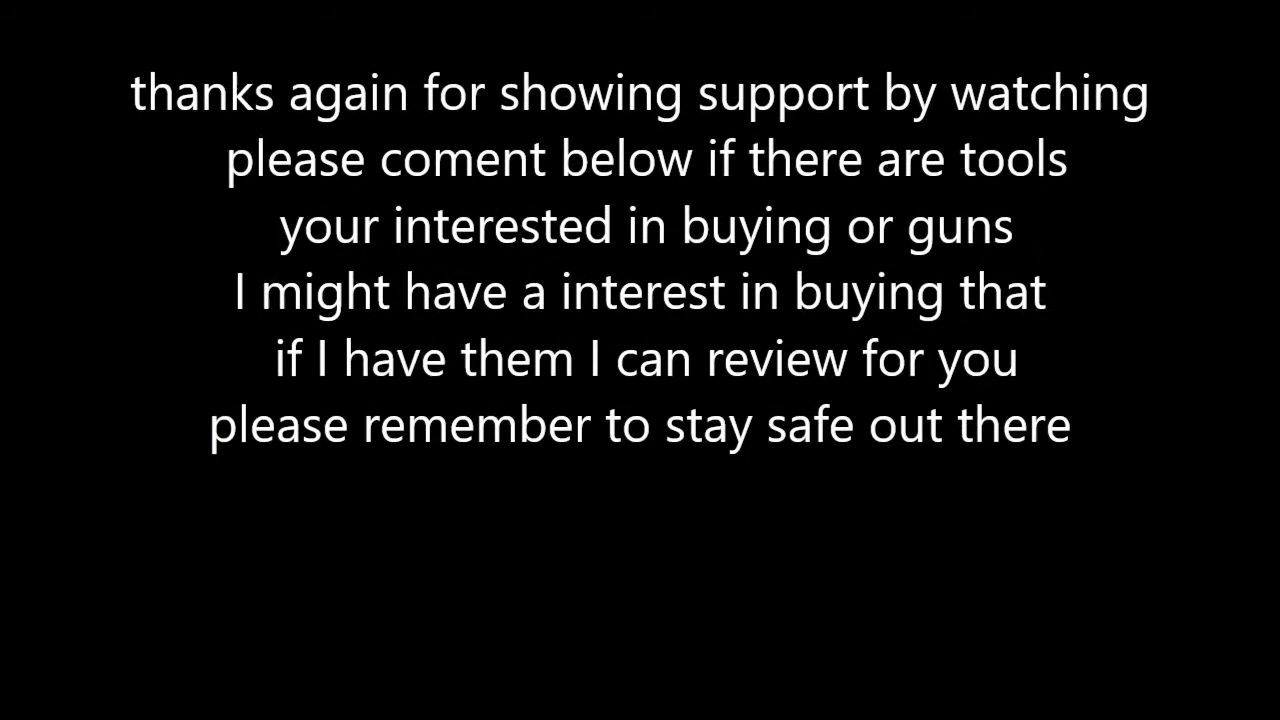 thanks again for showing support by watching
please coment below if there are tools
your interested in buying or guns
I might have a interest in buying that
if I have them I can review for you
please remember to stay safe out there